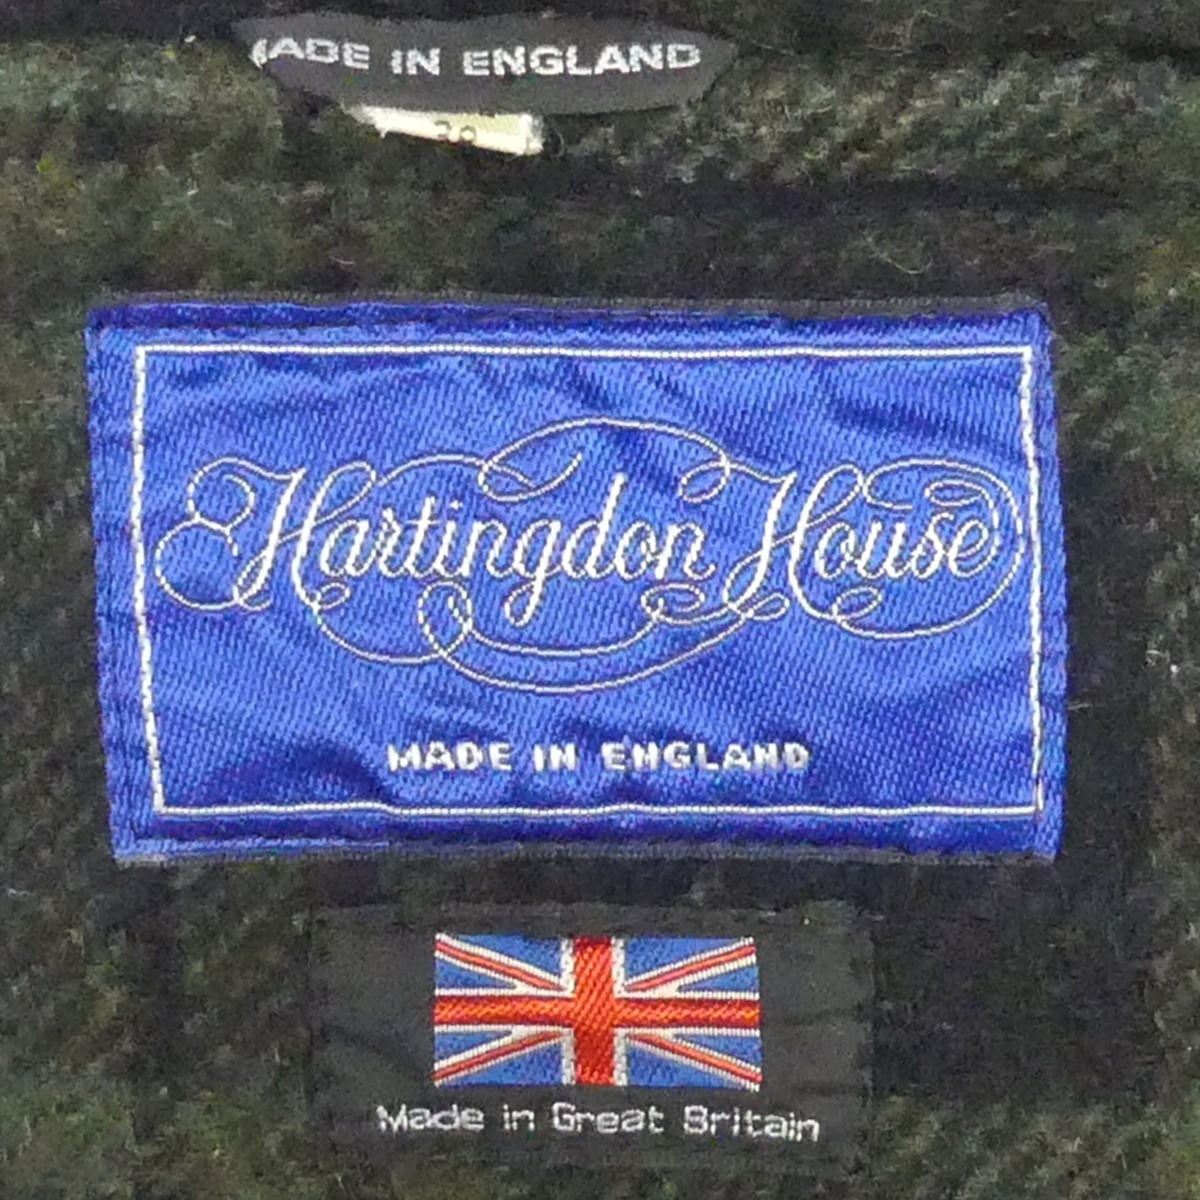 MADE IN ENGLAND
Hartingdon House
MADE IN ENGLAND
Made in Great Britain